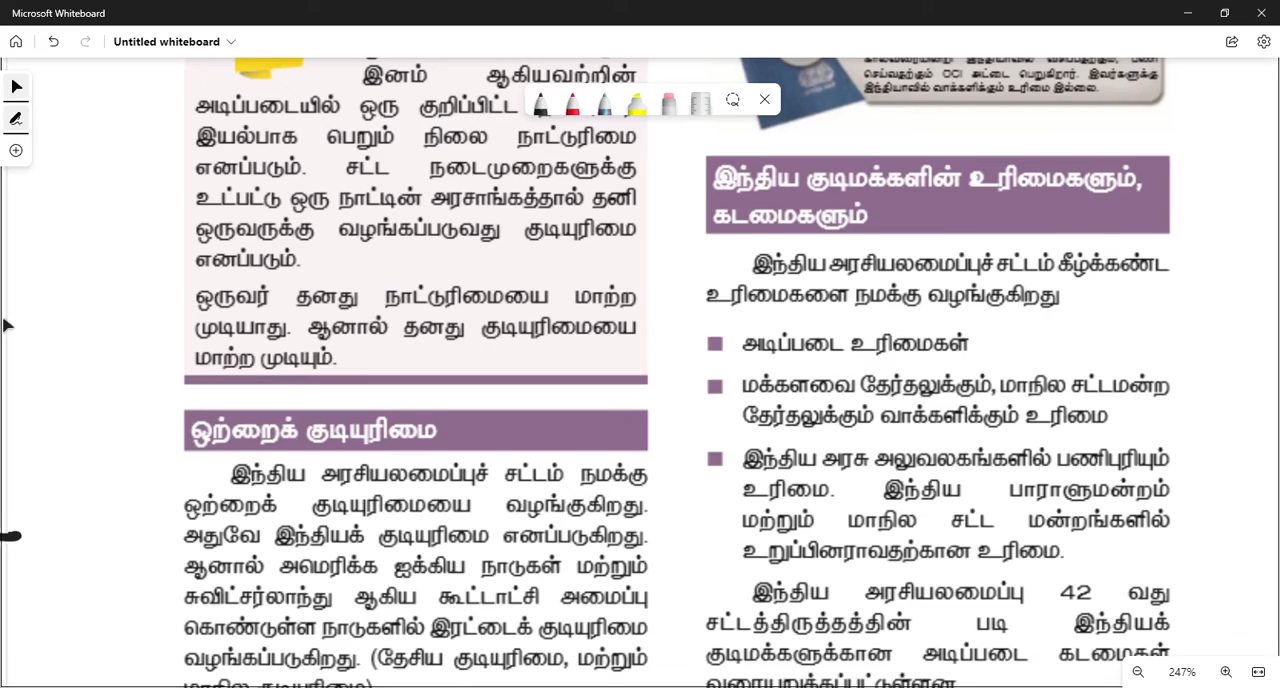 Microsoft Whiteboard
Untitled whiteboard
இனம் ஆகியவற்றின்
அடிப்படையில் ஒரு குறிப்பிட்ட
இயல்பாக பெறும் நிலை நாட்டுரிமை
எனப்படும். சட்ட நடைமுறைகளுக்கு
உட்பட்டு ஒரு நாட்டின் அரசாங்கத்தால் தனி
ஒருவருக்கு வழங்கப்படுவது குடியுரிமை
எனப்படும்.
ஒருவர் தனது நாட்டுரிமையை மாற்ற
முடியாது. ஆனால் தனது குடியுரிமையை
மாற்ற முடியும்.
ஒற்றைக் குடியுரிமை
இந்திய அரசியலமைப்புச் சட்டம் நமக்கு
ஒற்றைக் குடியுரிமையை வழங்குகிறது.
அதுவே இந்தியக் குடியுரிமை எனப்படுகிறது.
ஆனால் அமெரிக்க ஐக்கிய நாடுகள் மற்றும்
சுவிட்சர்லாந்து ஆகிய கூட்டாட்சி அமைப்பு
கொண்டுள்ள நாடுகளில் இரட்டைக் குடியுரிமை
வழங்கப்படுகிறது. (தேசிய குடியுரிமை, மற்றும்
மாநில குடியுரிமை)
செய்வதற்கும் OCI அட்டை பெறுகிறார். இவர்களுக்கு
இந்தியாவில் வாக்களிக்கும் உரிமை இல்லை.
இந்திய குடிமக்களின் உரிமைகளும்,
கடமைகளும்
இந்திய அரசியலமைப்புச் சட்டம் கீழ்க்கண்ட
உரிமைகளை நமக்கு வழங்குகிறது
அடிப்படை உரிமைகள்
மக்களவை தேர்தலுக்கும், மாநில சட்டமன்ற
தேர்தலுக்கும் வாக்களிக்கும் உரிமை
இந்திய அரசு அலுவலகங்களில் பணிபுரியும்
உரிமை. இந்திய பாராளுமன்றம்
மற்றும் மாநில சட்ட மன்றங்களில்
உறுப்பினராவதற்கான உரிமை.
இந்திய அரசியலமைப்பு 42 வது
சட்டத்திருத்தத்தின் படி இந்தியக்
குடிமக்களுக்கான அடிப்படை கடமைகள்
வரையறுக்கப்பட்டுள்ளன
247%